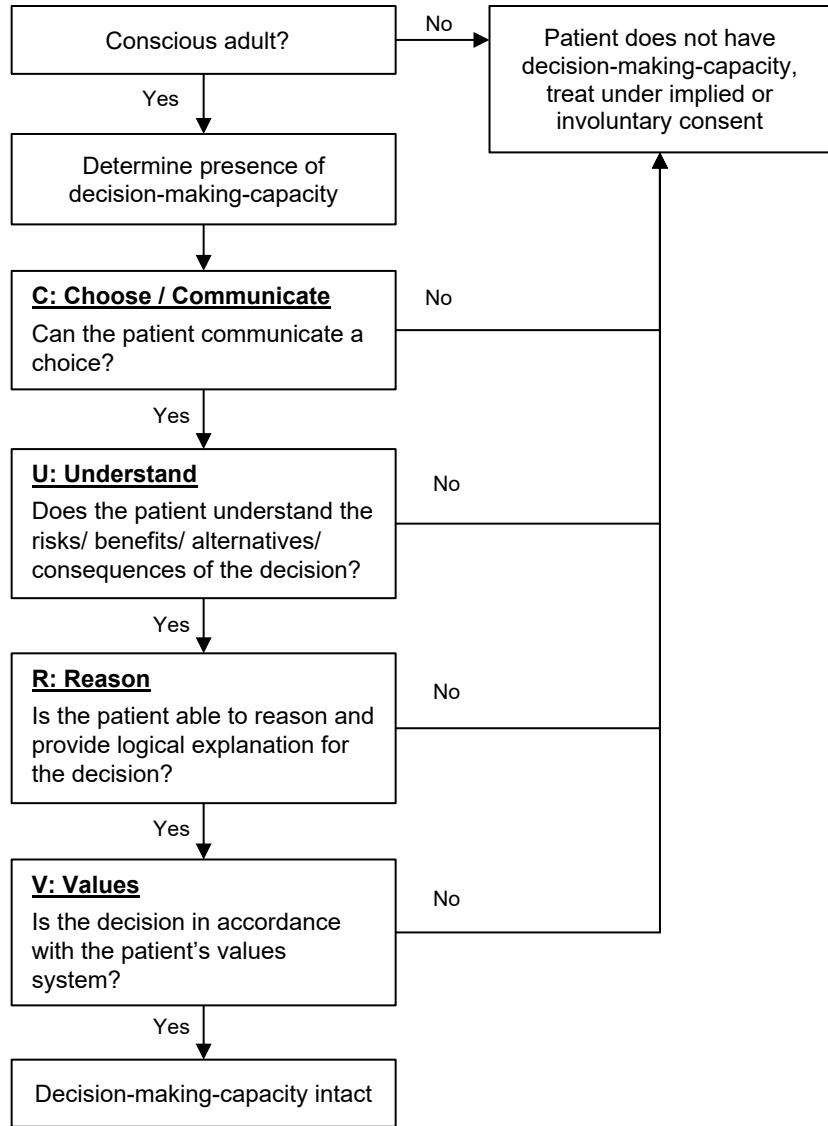 Conscious adult?
No
Patient does not have
decision-making-capacity,
treat under implied or
involuntary consent
Yes
Determine presence of
decision-making-capacity
C: Choose / Communicate
Can the patient communicate a
choice?
No
Yes
U: Understand
Does the patient understand the
risks/ benefits/ alternatives/
consequences of the decision?
No
Yes
R: Reason
Is the patient able to reason and
provide logical explanation for
the decision?
No
Yes
V: Values
Is the decision in accordance
with the patient’s values
system?
No
Yes
Decision-making-capacity intact